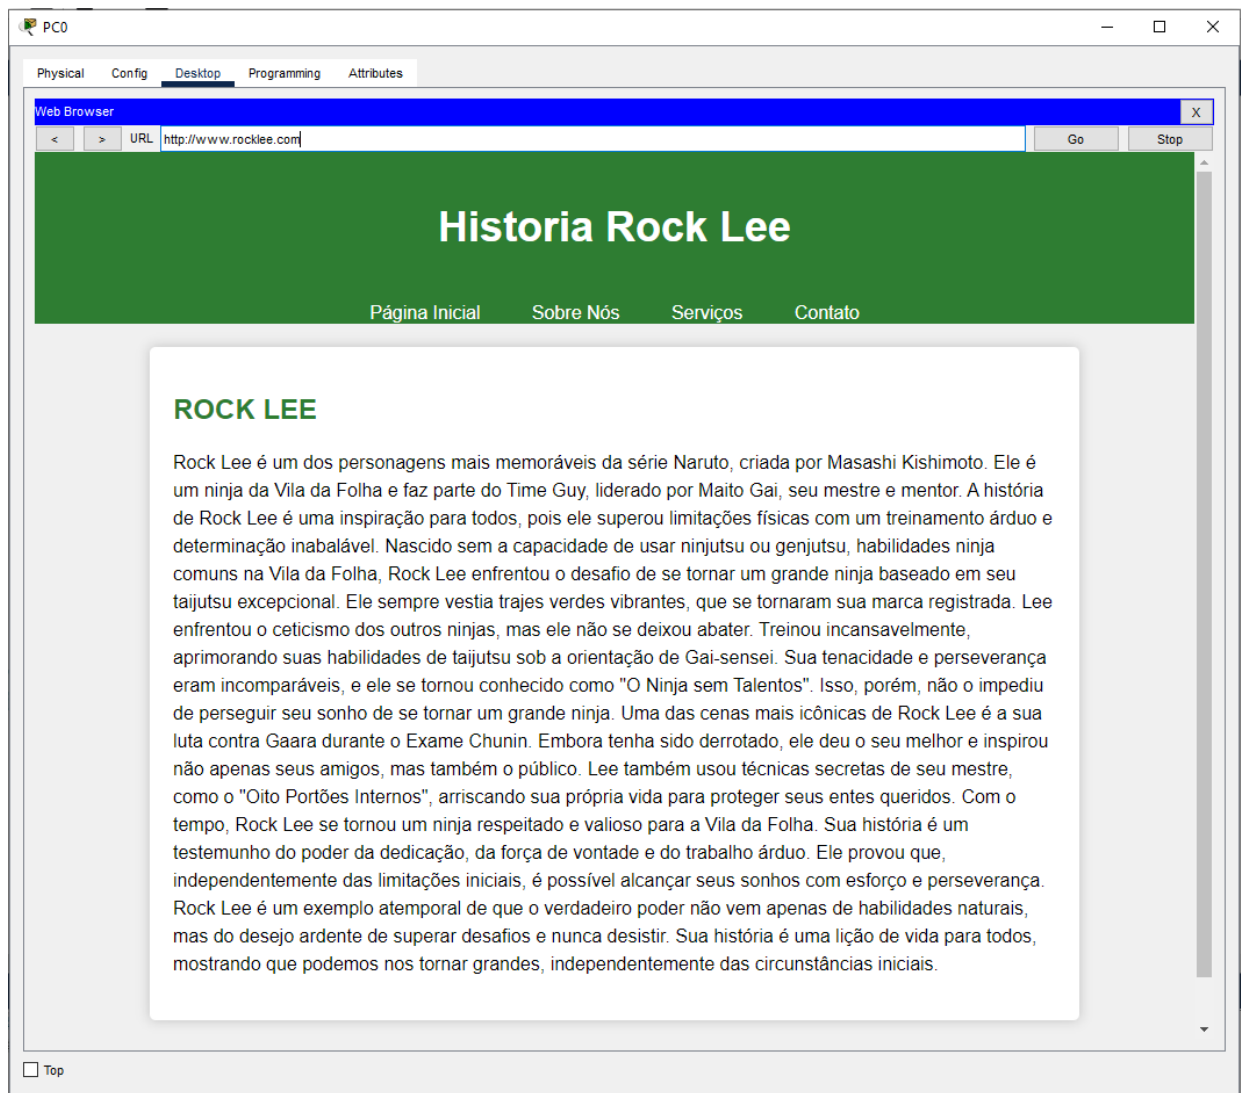 PC0
Physical Config Desktop Programming Attributes
Web Browser
X
< > URL http://www.rocklee.com Go Stop
Historia Rock Lee
Página Inicial Sobre Nós Serviços Contato
ROCK LEE
Rock Lee é um dos personagens mais memoráveis da série Naruto, criada por Masashi Kishimoto. Ele é
um ninja da Vila da Folha e faz parte do Time Guy, liderado por Maito Gai, seu mestre e mentor. A história
de Rock Lee é uma inspiração para todos, pois ele superou limitações físicas com um treinamento árduo e
determinação inabalável. Nascido sem a capacidade de usar ninjutsu ou genjutsu, habilidades ninja
comuns na Vila da Folha, Rock Lee enfrentou o desafio de se tornar um grande ninja baseado em seu
taijutsu excepcional. Ele sempre vestia trajes verdes vibrantes, que se tornaram sua marca registrada. Lee
enfrentou o ceticismo dos outros ninjas, mas ele não se deixou abater. Treinou incansavelmente,
aprimorando suas habilidades de taijutsu sob a orientação de Gai-sensei. Sua tenacidade e perseverança
eram incomparáveis, e ele se tornou conhecido como "O Ninja sem Talentos". Isso, porém, não o impediu
de perseguir seu sonho de se tornar um grande ninja. Uma das cenas mais icônicas de Rock Lee é a sua
luta contra Gaara durante o Exame Chunin. Embora tenha sido derrotado, ele deu o seu melhor e inspirou
não apenas seus amigos, mas também o público. Lee também usou técnicas secretas de seu mestre,
como o "Oito Portões Internos", arriscando sua própria vida para proteger seus entes queridos. Com o
tempo, Rock Lee se tornou um ninja respeitado e valioso para a Vila da Folha. Sua história é um
testemunho do poder da dedicação, da força de vontade e do trabalho árduo. Ele provou que,
independentemente das limitações iniciais, é possível alcançar seus sonhos com esforço e perseverança.
Rock Lee é um exemplo atemporal de que o verdadeiro poder não vem apenas de habilidades naturais,
mas do desejo ardente de superar desafios e nunca desistir. Sua história é uma lição de vida para todos,
mostrando que podemos nos tornar grandes, independentemente das circunstâncias iniciais.
Top